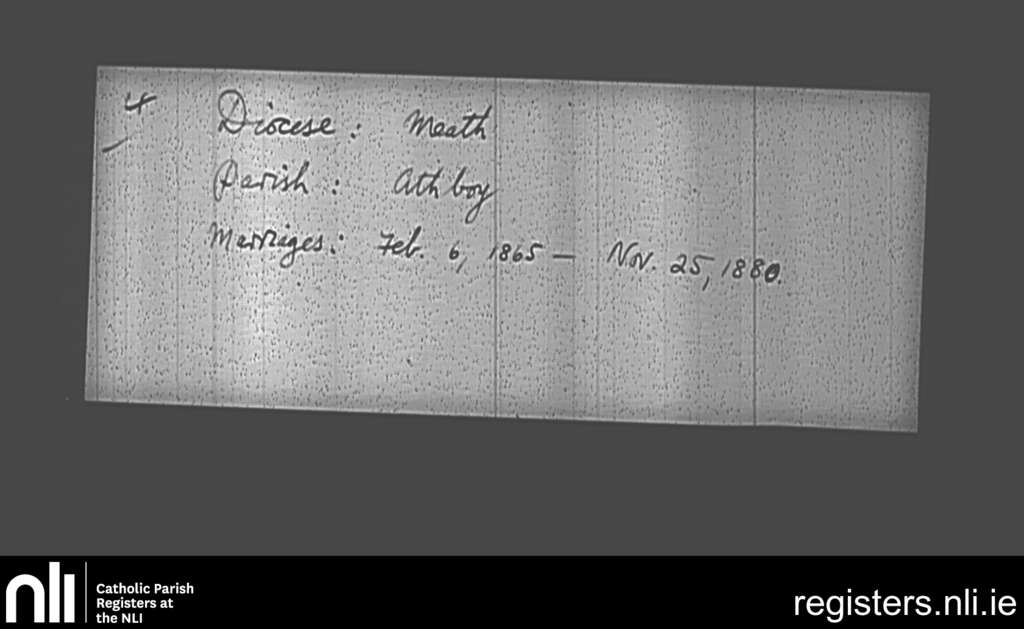 4.
Diocese: Meath
Parish: Athboy
Marriages: Feb. 6, 1865 — Nov. 25, 1880.
nli
Catholic Parish
Registers at
the NLI
registers.nli.ie